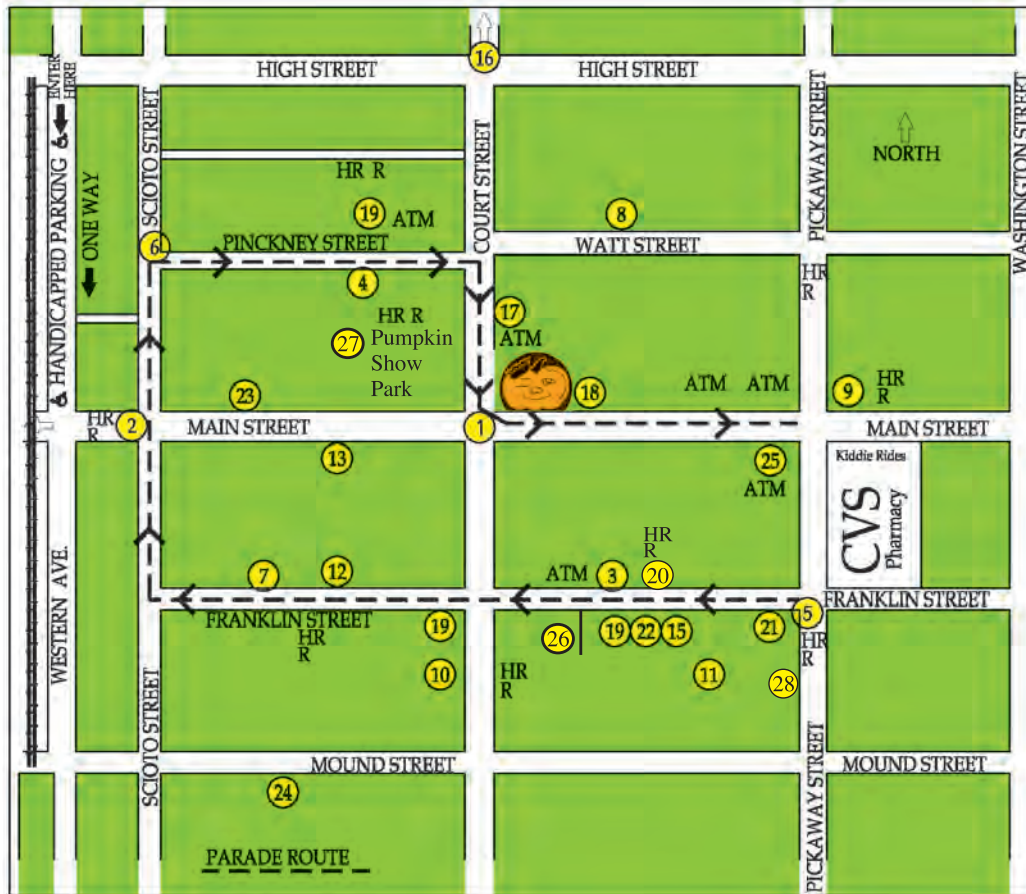 16
HIGH STREET
HIGH STREET
ENTER
HERE
& HANDICAPPED PARKING &
ONE WAY
SCIOTO STREET
COURT STREET
PICKAWAY STREET
WASHINGTON STREET
NORTH
HR R
19
ATM
8
6
PINCKNEY STREET
WATT STREET
4
HR R
HR
R
17
ATM
27 Pumpkin
Show
Park
23
18
ATM
ATM
9
HR
R
HR
R
2
MAIN STREET
1
MAIN STREET
13
25
ATM
Kiddie Rides
CVS
Pharmacy
HR
R
7
12
ATM
3
20
WESTERN AVE.
FRANKLIN STREET
FRANKLIN STREET
5
HR
R
19
26
19
22
15
21
HR
R
10
HR
R
11
28
SCIOTO STREET
MOUND STREET
MOUND STREET
PICKAWAY STREET
24
PARADE ROUTE